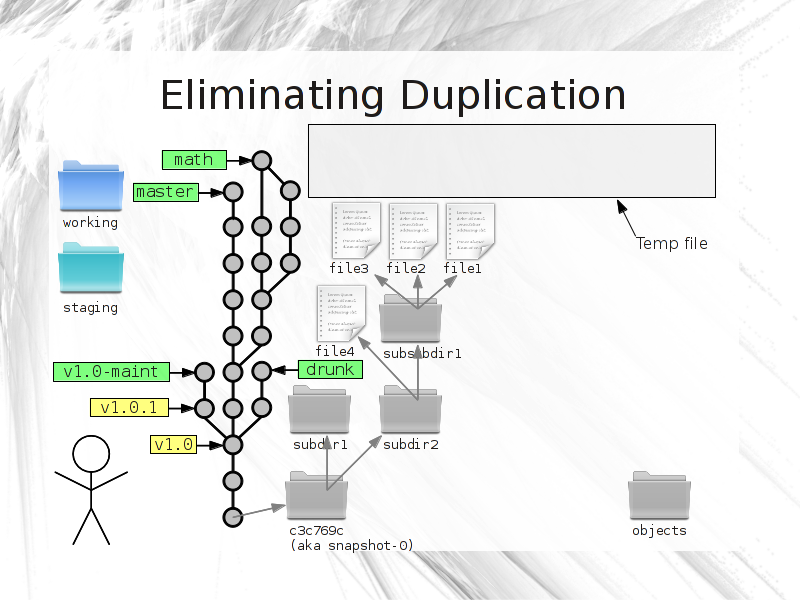 Eliminating Duplication
math
master
working
staging
v1.0-maint
v1.0.1
v1.0
drunk
Temp file
file3
file2
file1
file4
subsubdir1
subdir1
subdir2
c3c769c
(aka snapshot-0)
objects